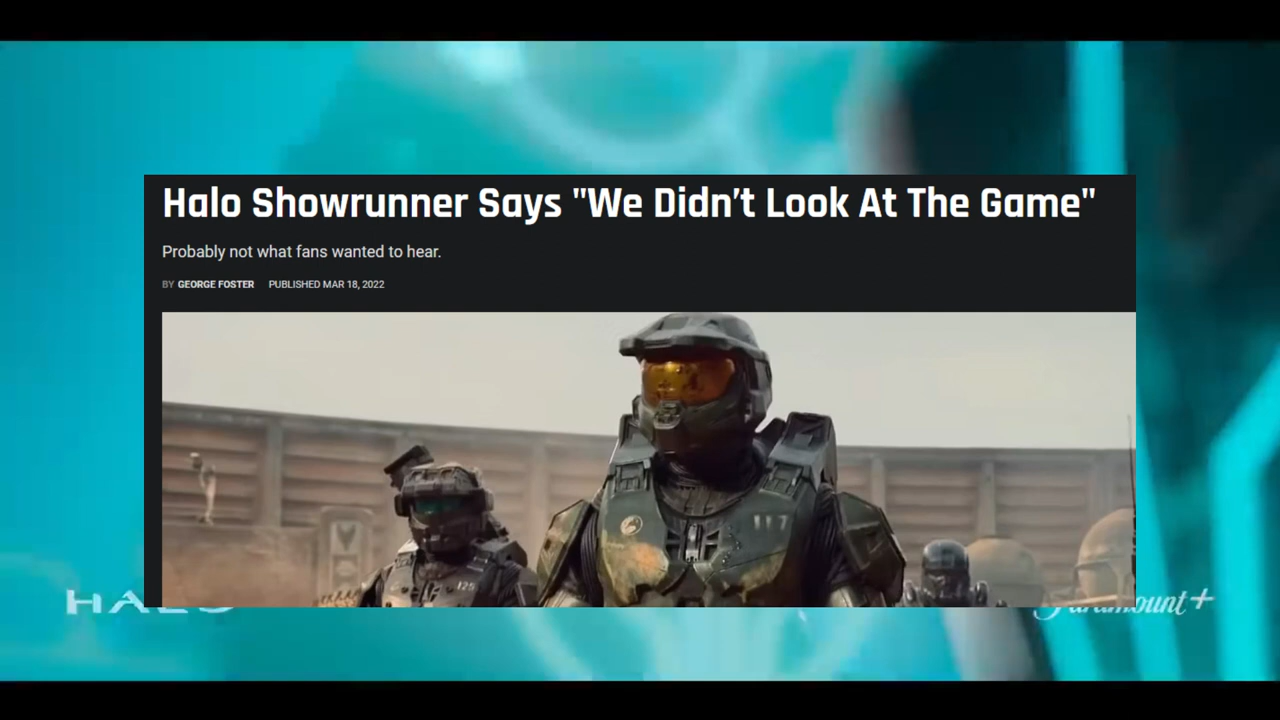 Halo Showrunner Says "We Didn’t Look At The Game"
Probably not what fans wanted to hear.
BY GEORGE FOSTER PUBLISHED MAR 18, 2022
117
125
HALO
Paramount+